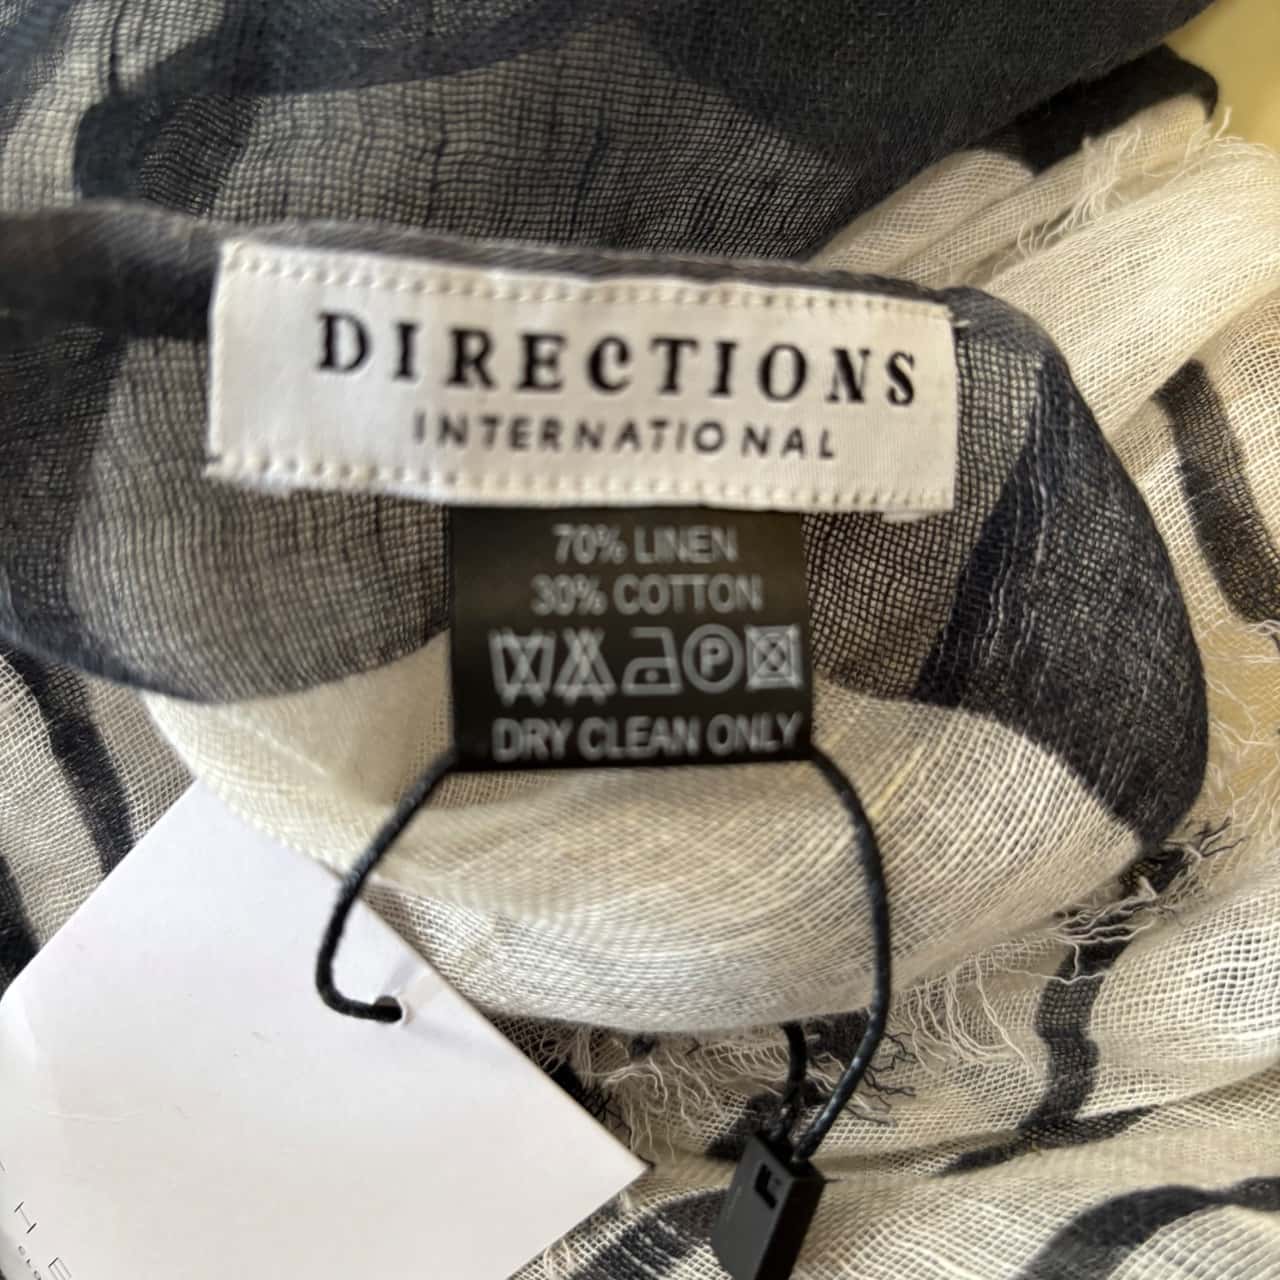 DIRECTIONS
INTERNATIONAL
70% LINEN
30% COTTON
P
DRY CLEAN ONLY